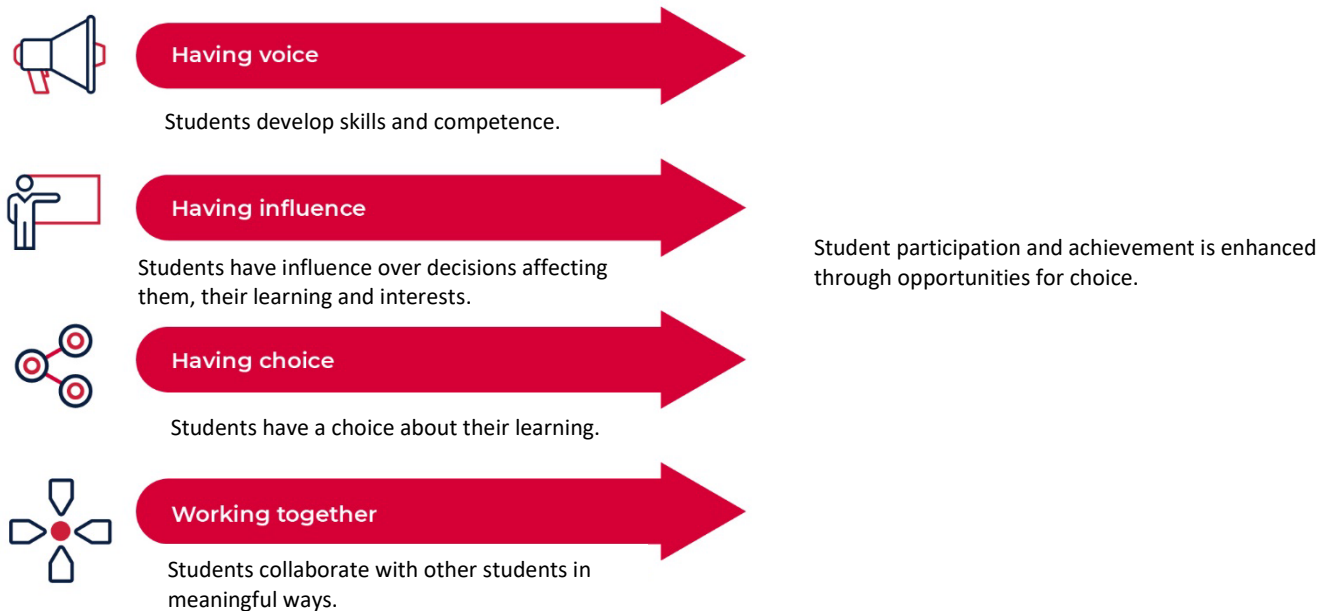 Having voice
Students develop skills and competence.
Having influence
Students have influence over decisions affecting
them, their learning and interests.
Having choice
Students have a choice about their learning.
Working together
Students collaborate with other students in
meaningful ways.
Student participation and achievement is enhanced
through opportunities for choice.